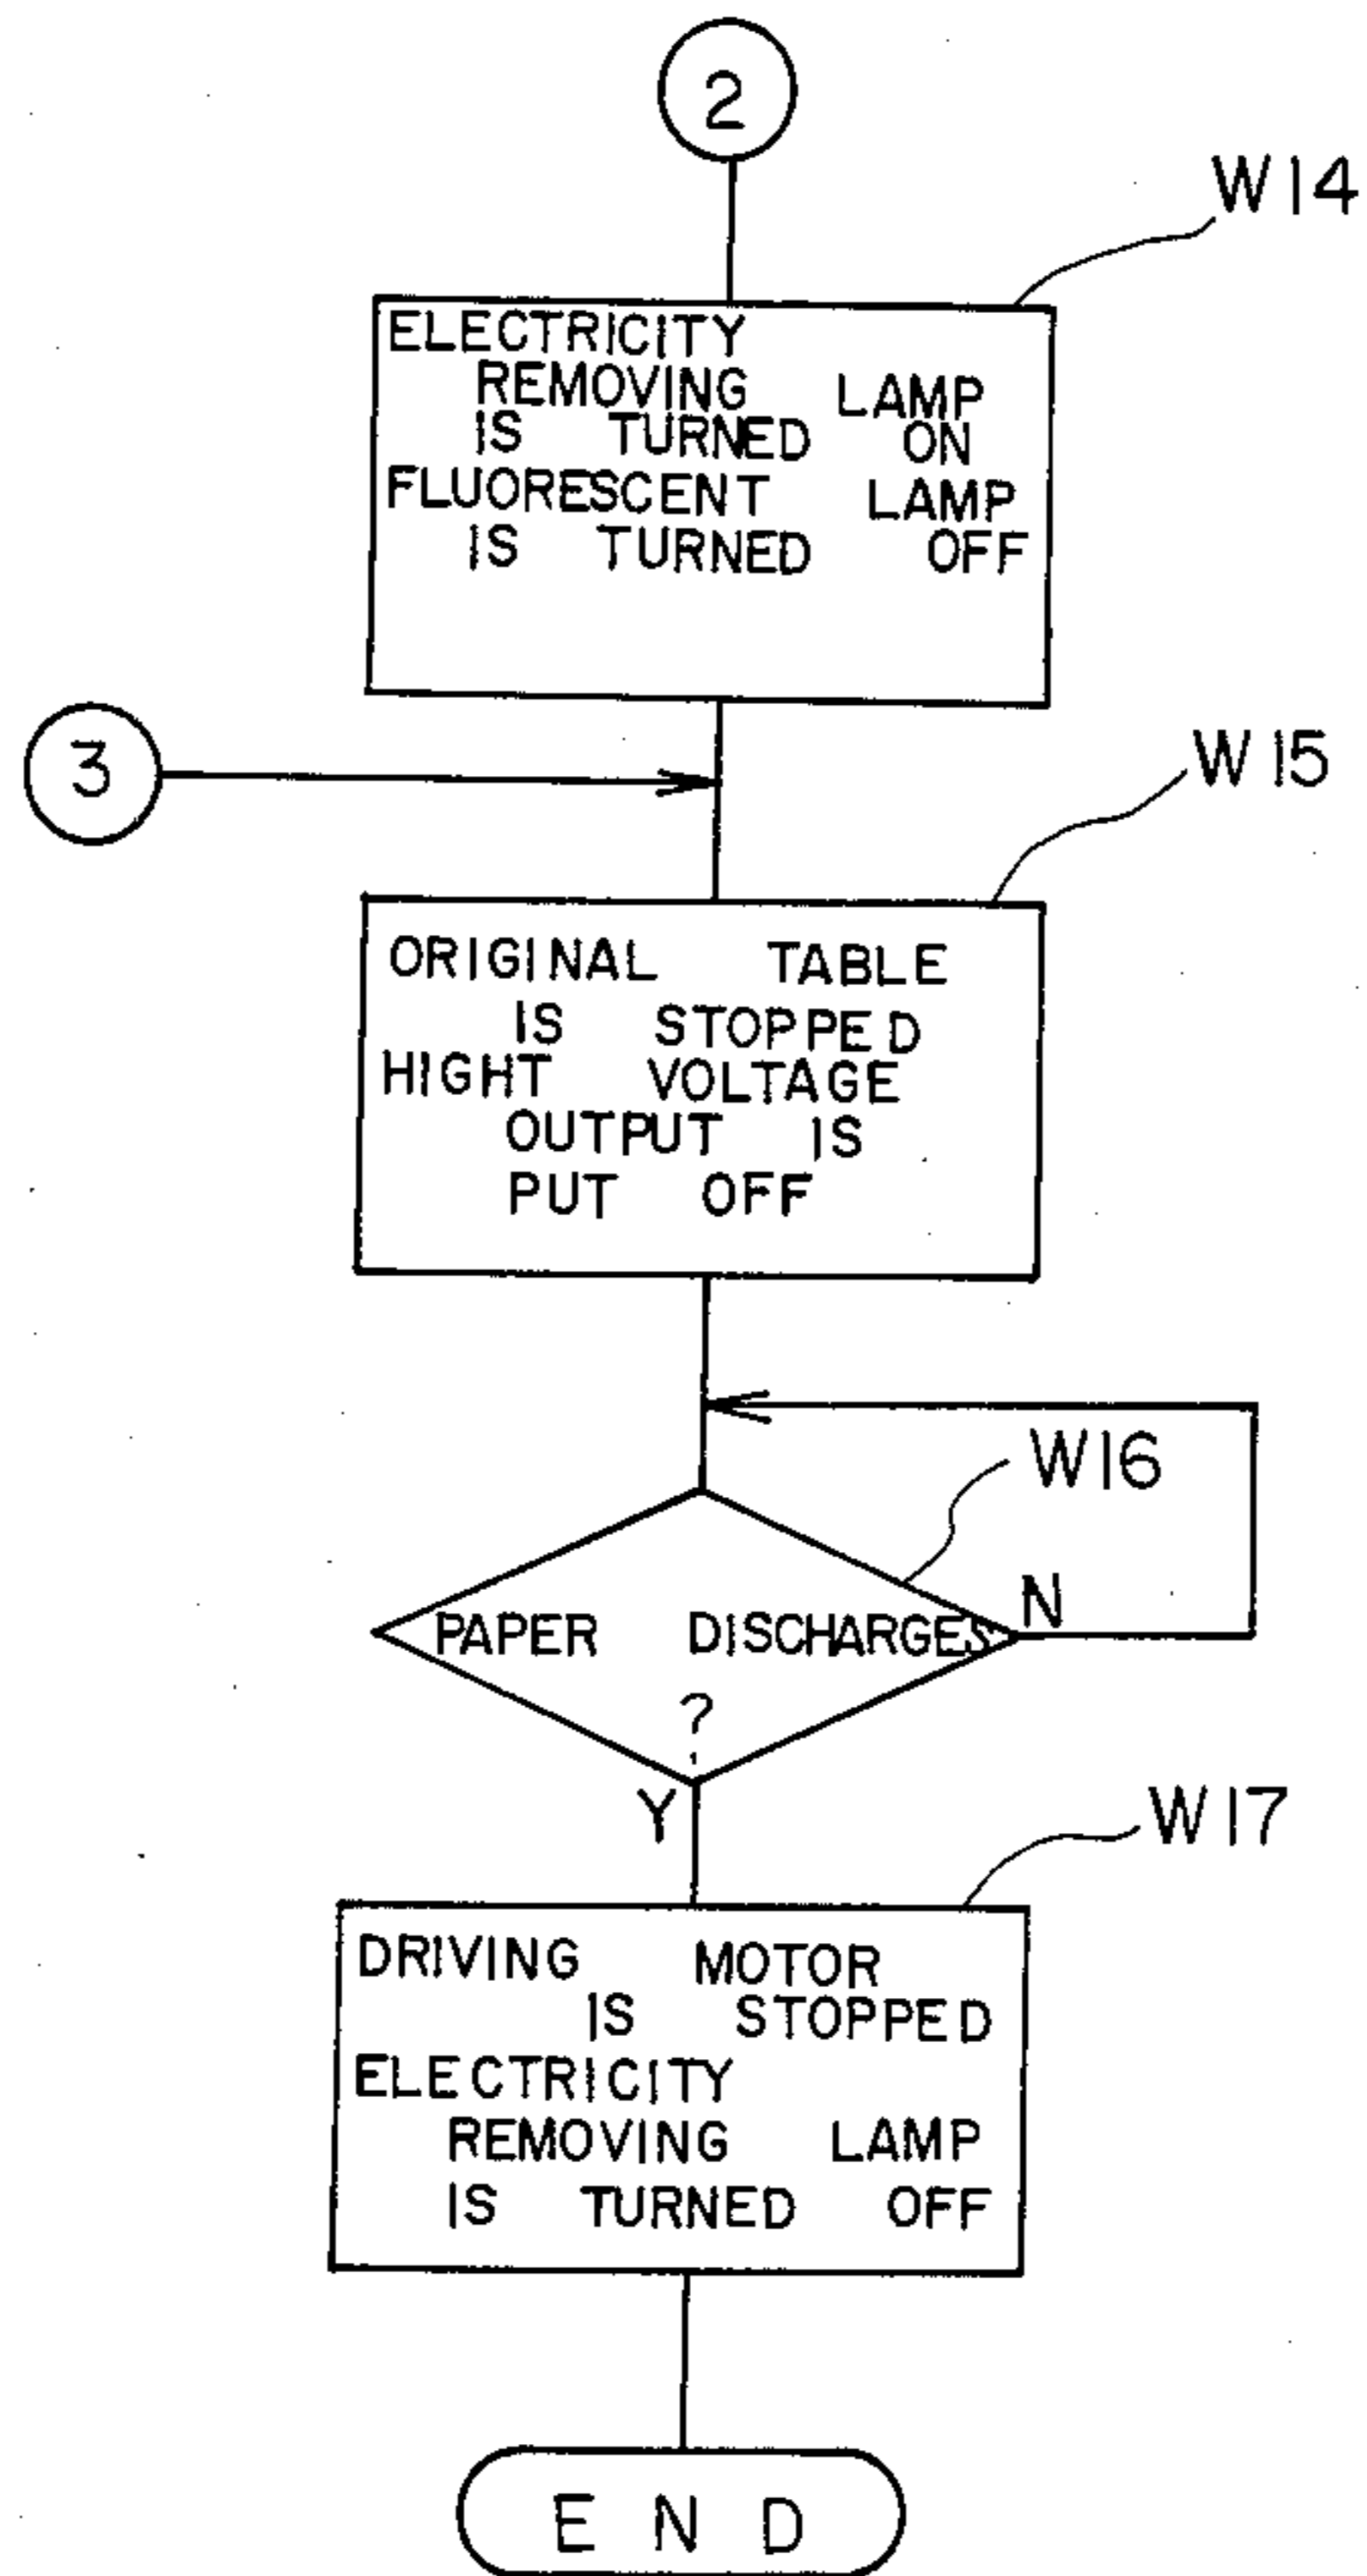 2
W14
ELECTRICITY
REMOVING LAMP
IS TURNED ON
FLUORESCENT LAMP
IS TURNED OFF
3
W15
ORIGINAL TABLE
IS STOPPED
HIGHT VOLTAGE
OUTPUT IS
PUT OFF
W16
PAPER DISCHARGES
?
N
Y
W17
DRIVING MOTOR
IS STOPPED
ELECTRICITY
REMOVING LAMP
IS TURNED OFF
END